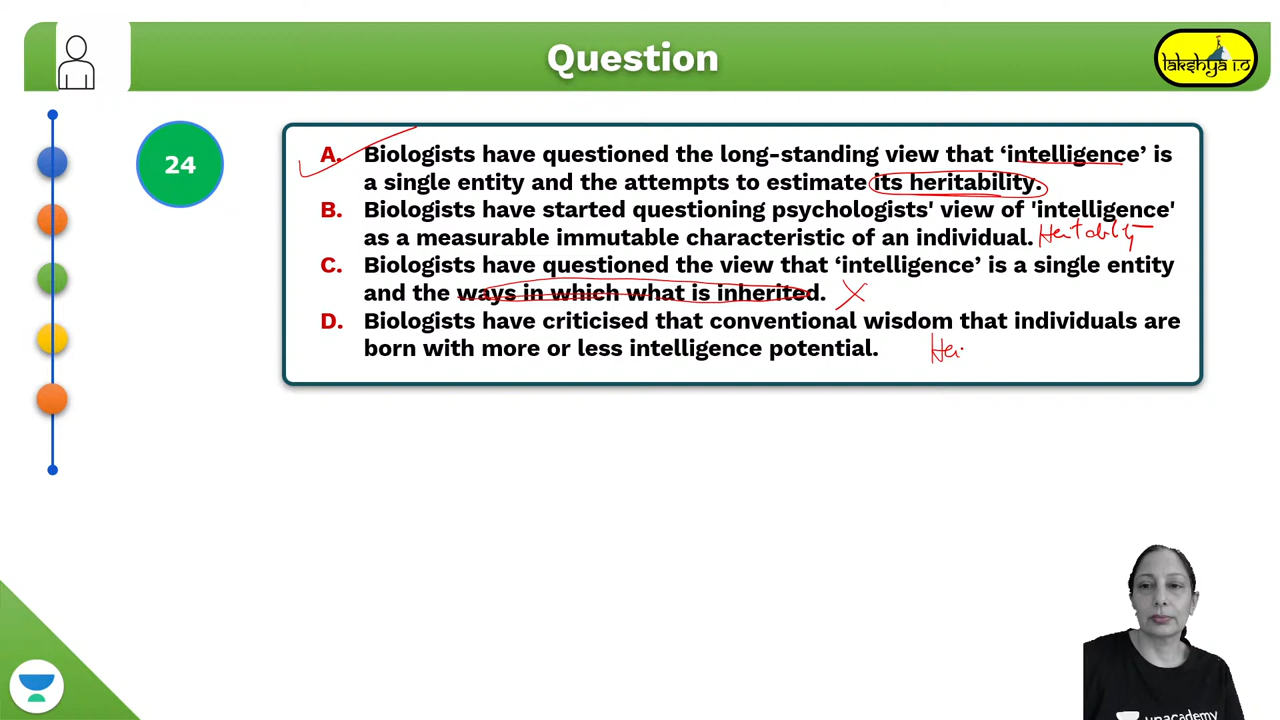 Question
lakshya 1.0
24
A. Biologists have questioned the long-standing view that ‘intelligence’ is
a single entity and the attempts to estimate its heritability.
B. Biologists have started questioning psychologists' view of 'intelligence'
as a measurable immutable characteristic of an individual.
C. Biologists have questioned the view that ‘intelligence’ is a single entity
and the ways in which what is inherited.
D. Biologists have criticised that conventional wisdom that individuals are
born with more or less intelligence potential.
Hei
unacademy